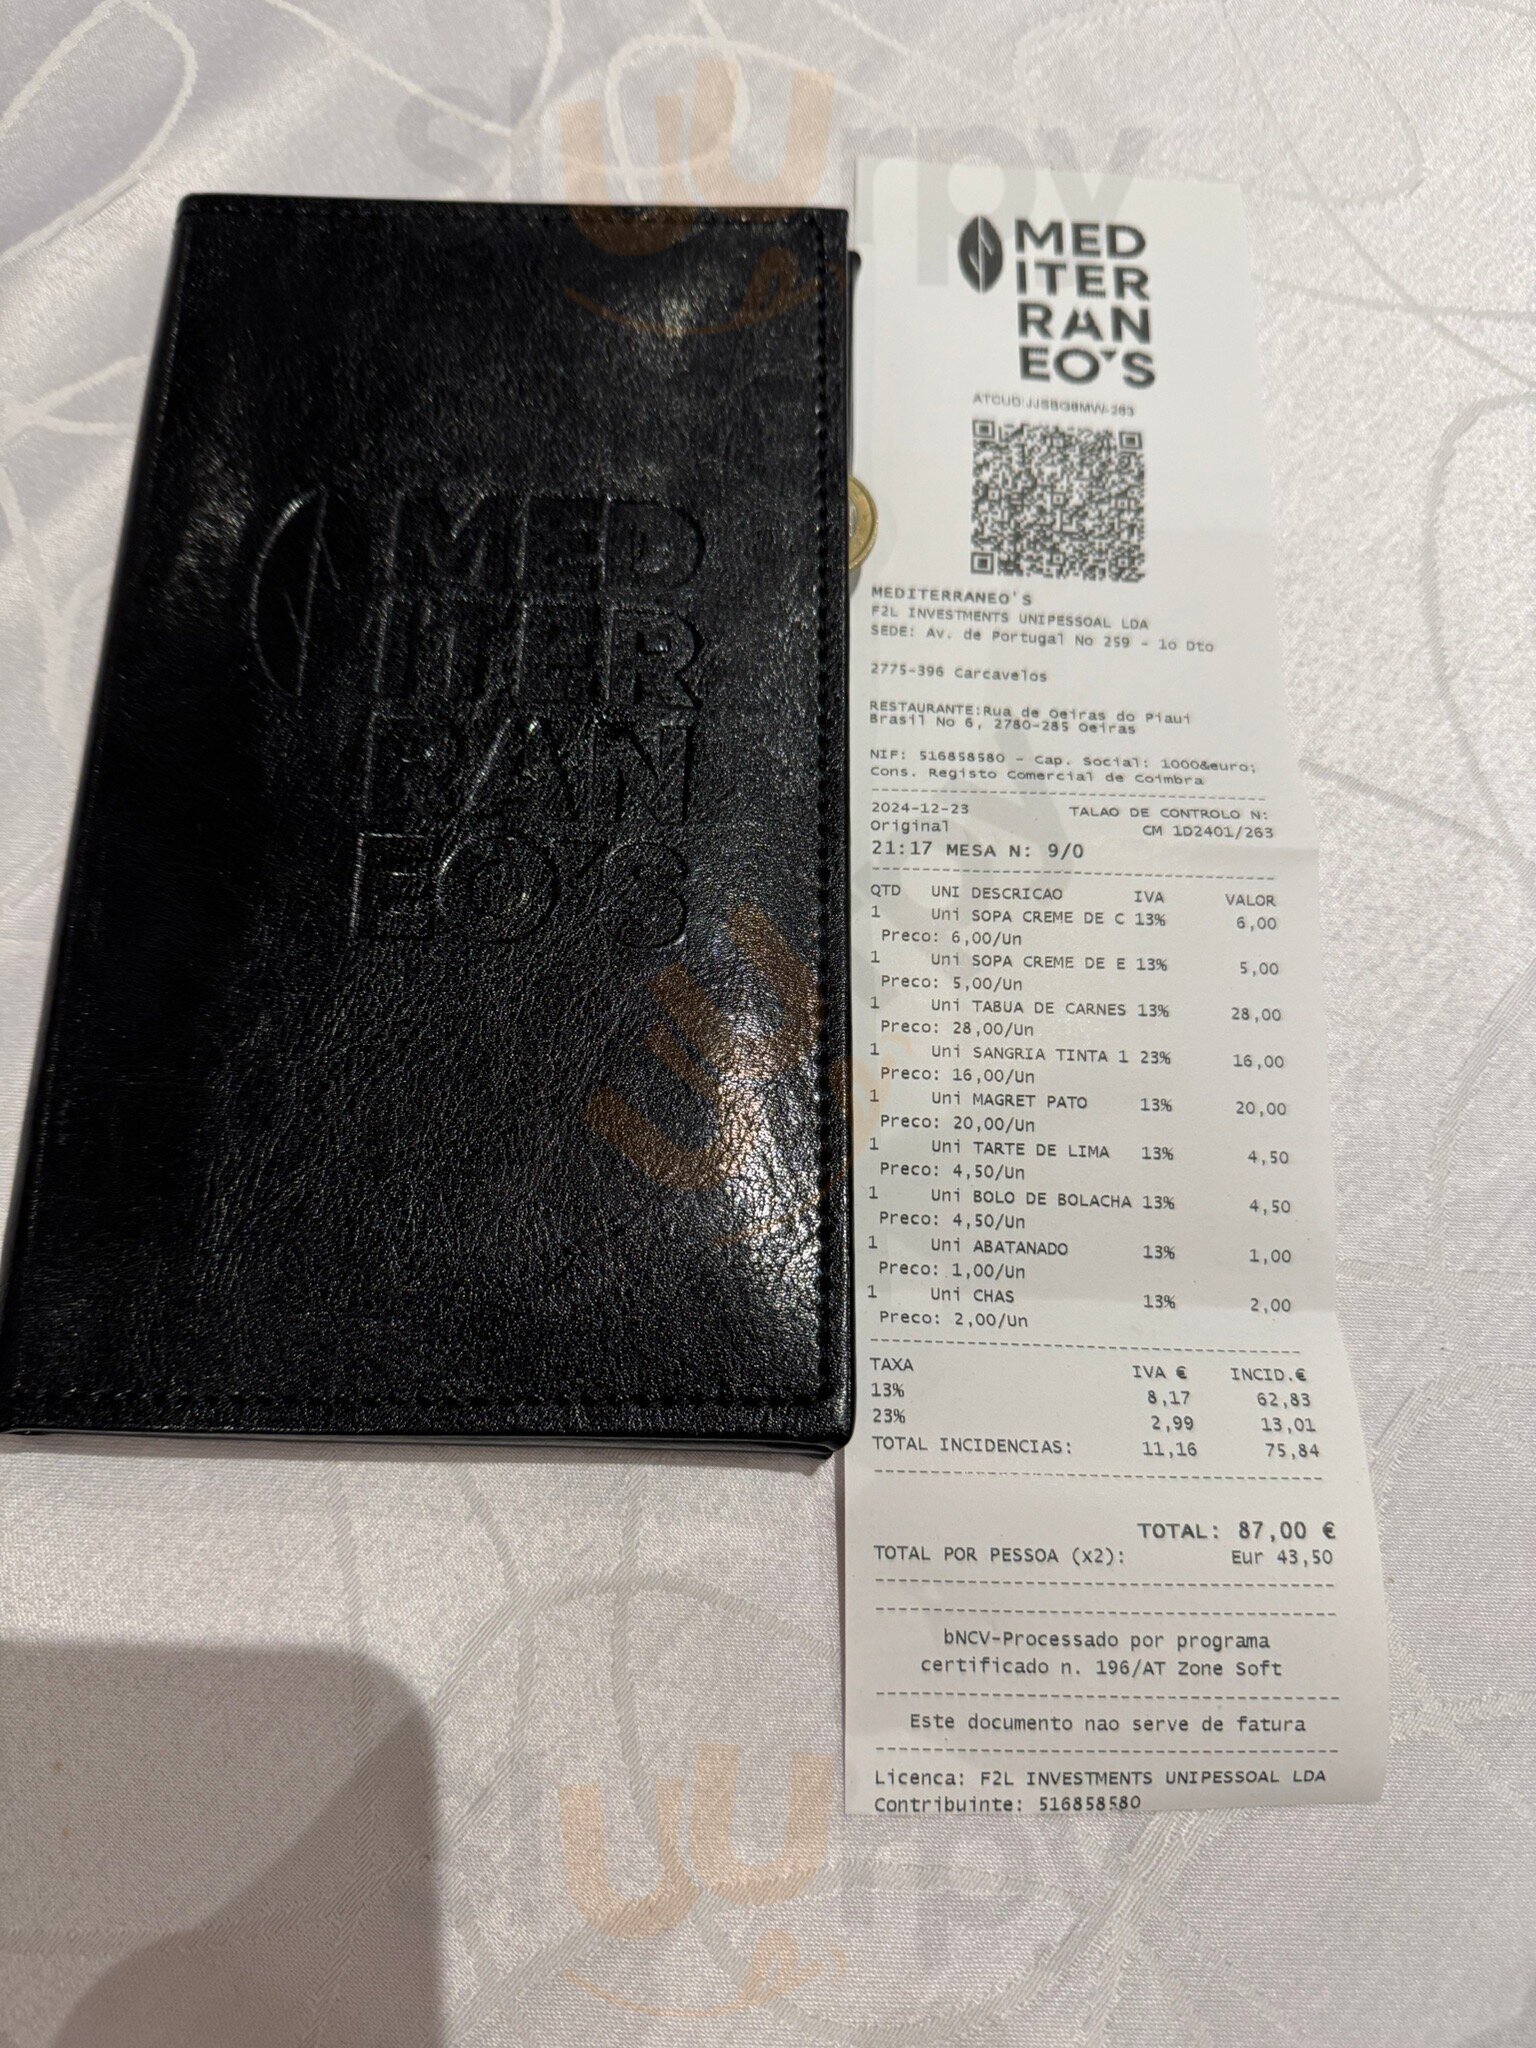 MED
ITER
RAN
EO'S
MED
ITER
RAN
EO'S
MEDITERRANEO'S
F2L INVESTMENTS UNIPESSOAL LDA
SEDE: Av. de Portugal No 259 - 1o Dto
2775-396 Carcavelos
RESTAURANTE:Rua de Oeiras do Piaui
Brasil No 6, 2780-285 Oeiras
NIF: 516858580 - Cap. Social: 1000&euro;
Cons. Registo Comercial de Coimbra
2024-12-23 TALAO DE CONTROLO N:
Original CM 1D2401/263
21:17 MESA N: 9/0
QTD UNI DESCRICAO IVA VALOR
1 Uni SOPA CREME DE C 13% 6,00
Preco: 6,00/Un
1 Uni SOPA CREME DE E 13% 5,00
Preco: 5,00/Un
1 Uni TABUA DE CARNES 13% 28,00
Preco: 28,00/Un
1 Uni SANGRIA TINTA 1 23% 16,00
Preco: 16,00/Un
1 Uni MAGRET PATO 13% 20,00
Preco: 20,00/Un
1 Uni TARTE DE LIMA 13% 4,50
Preco: 4,50/Un
1 Uni BOLO DE BOLACHA 13% 4,50
Preco: 4,50/Un
1 Uni ABATANADO 13% 1,00
Preco: 1,00/Un
1 Uni CHAS 13% 2,00
Preco: 2,00/Un
TAXA IVA € INCID.€
13% 8,17 62,83
23% 2,99 13,01
TOTAL INCIDENCIAS: 11,16 75,84
TOTAL: 87,00 €
TOTAL POR PESSOA (x2): Eur 43,50
bNCV-Processado por programa
certificado n. 196/AT Zone Soft
Este documento nao serve de fatura
Licenca: F2L INVESTMENTS UNIPESSOAL LDA
Contribuinte: 516858580